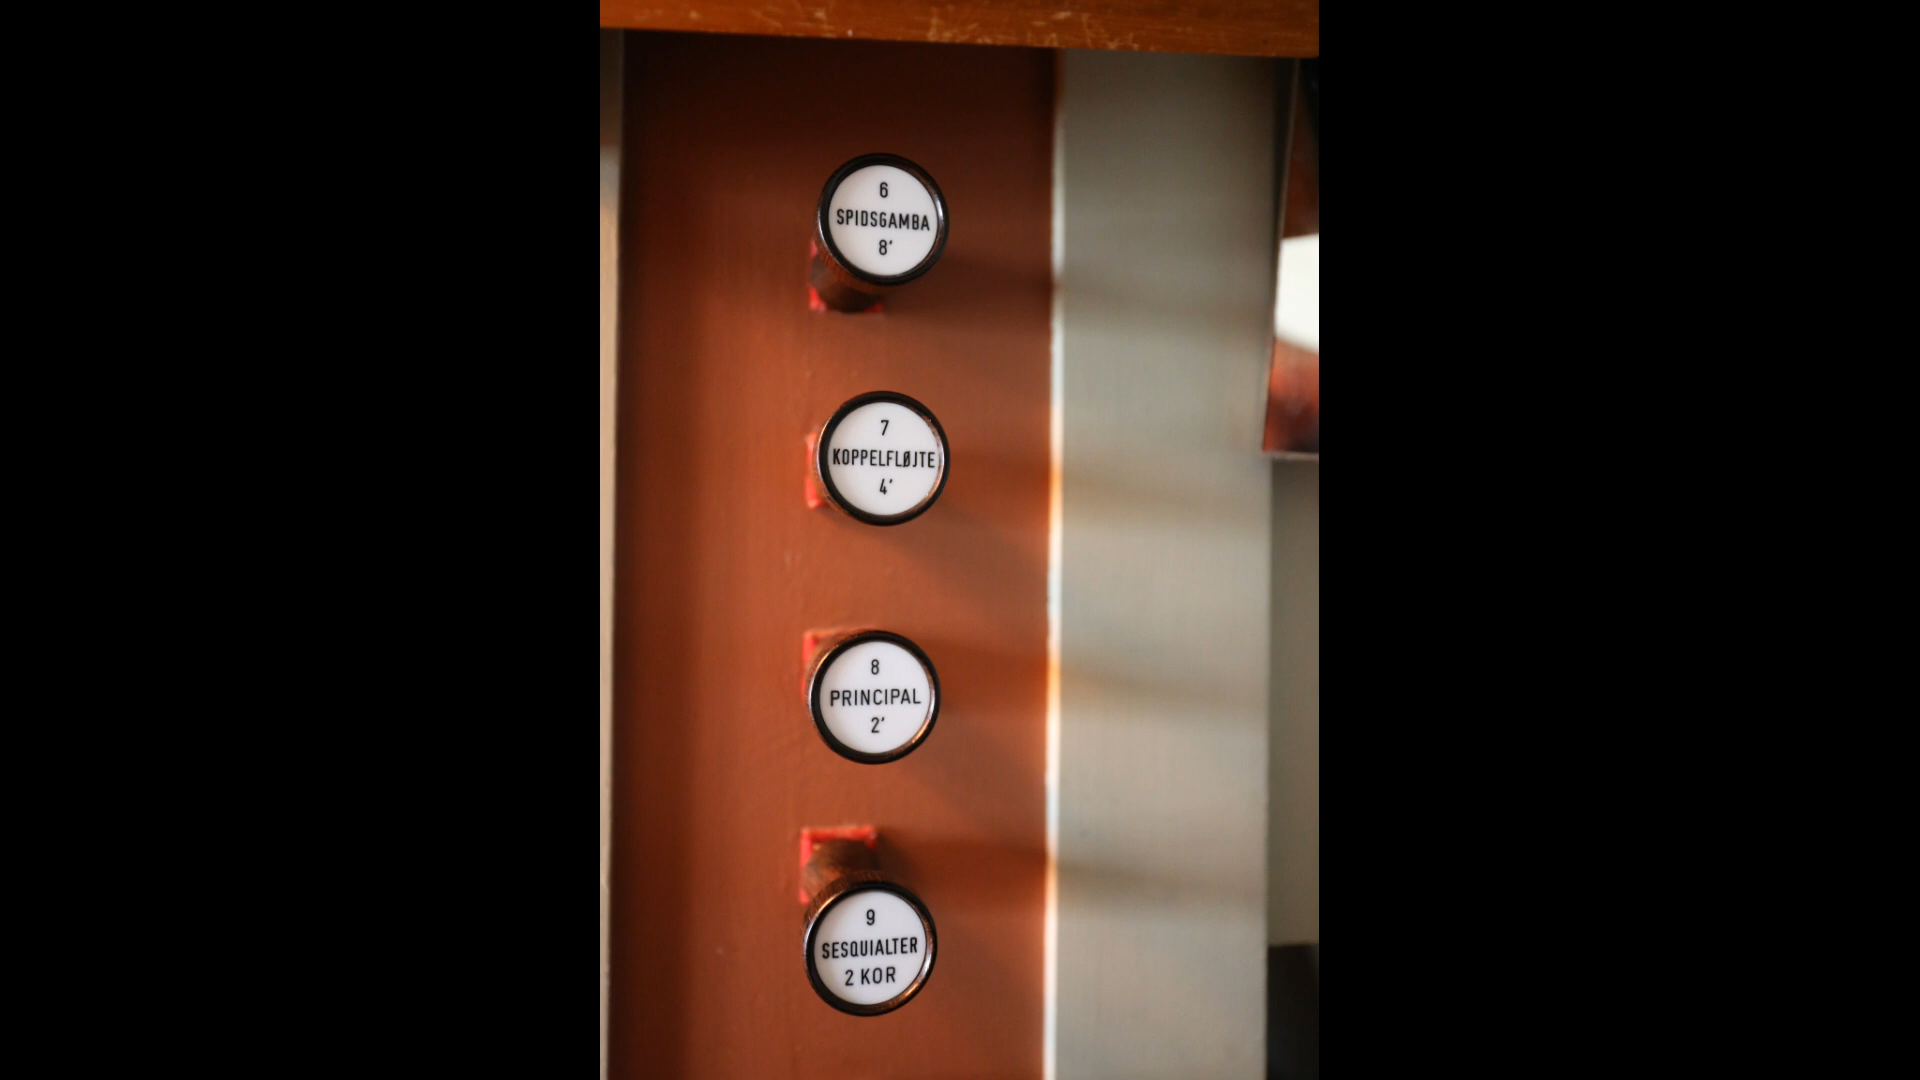 6
SPIDSGAMBA
8'
7
KOPPELFLØJTE
4'
8
PRINCIPAL
2'
9
SESQUIALTER
2 KOR